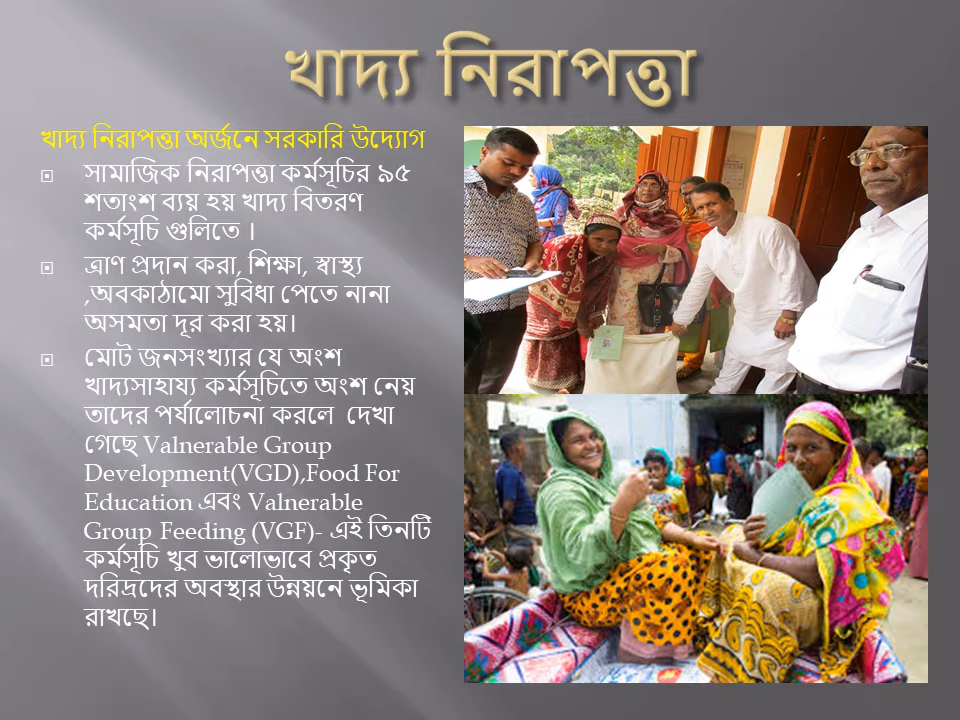 খাদ্য নিরাপত্তা
খাদ্য নিরাপত্তা অর্জনে সরকারি উদ্যোগ
সামাজিক নিরাপত্তা কর্মসূচির ৯৫
শতাংশ ব্যয় হয় খাদ্য বিতরণ
কর্মসূচি গুলিতে ।
ত্রাণ প্রদান করা, শিক্ষা, স্বাস্থ্য
,অবকাঠামো সুবিধা পেতে নানা
অসমতা দূর করা হয়।
মোট জনসংখ্যার যে অংশ
খাদ্যসাহায্য কর্মসূচিতে অংশ নেয়
তাদের পর্যালোচনা করলে দেখা
গেছে Valnerable Group
Development(VGD),Food For
Education এবং Valnerable
Group Feeding (VGF)- এই তিনটি
কর্মসূচি খুব ভালোভাবে প্রকৃত
দরিদ্রদের অবস্থার উন্নয়নে ভূমিকা
রাখছে।